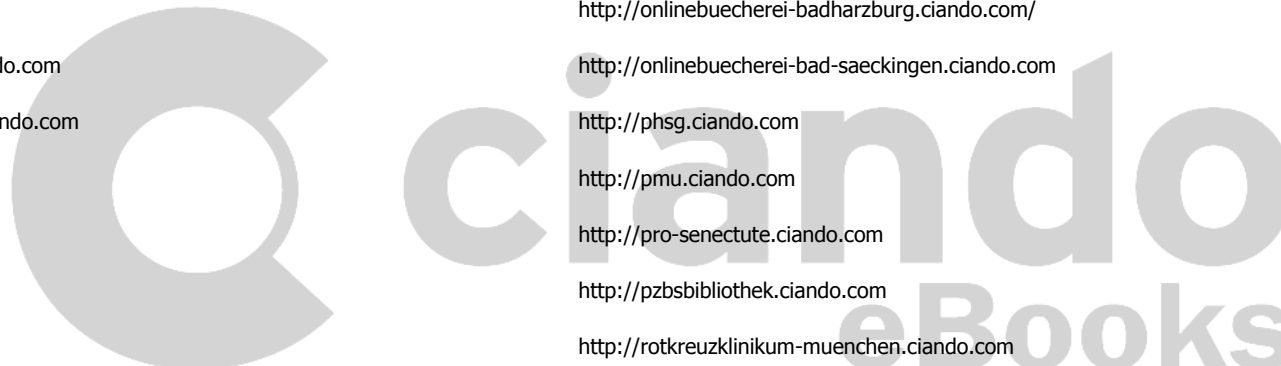 do.com
ndo.com
http://onlinebuecherei-badharzburg.ciando.com/
http://onlinebuecherei-bad-saeckingen.ciando.com
http://phsg.ciando.com
http://pmu.ciando.com
http://pro-senectute.ciando.com
http://pzbsbibliothek.ciando.com
http://rotkreuzklinikum-muenchen.ciando.com
ciando
eBooks